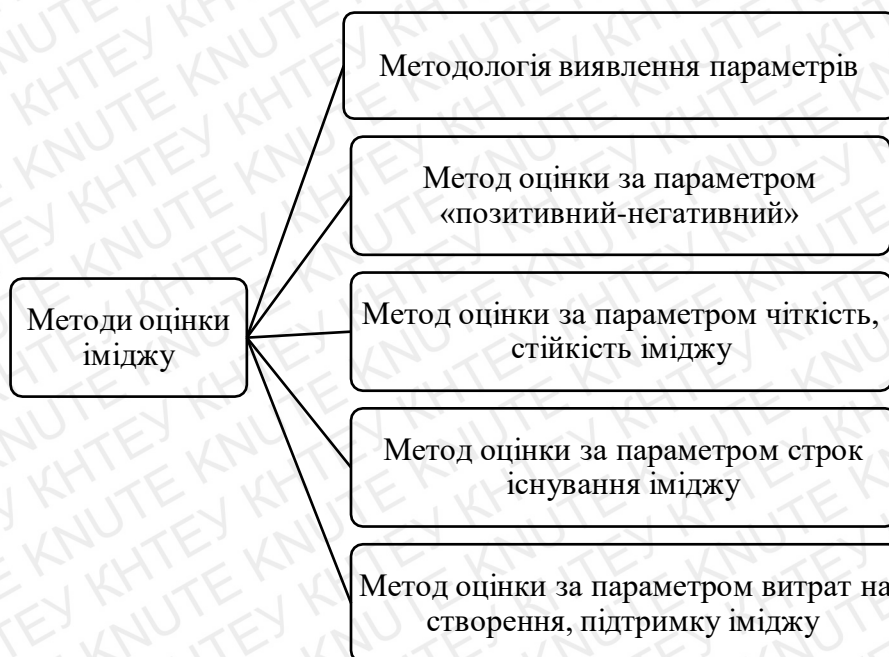 Методологія виявлення параметрів
Метод оцінки за параметром
«позитивний-негативний»
Методи оцінки
іміджу
Метод оцінки за параметром чіткість,
стійкість іміджу
Метод оцінки за параметром строк
існування іміджу
Метод оцінки за параметром витрат на
створення, підтримку іміджу